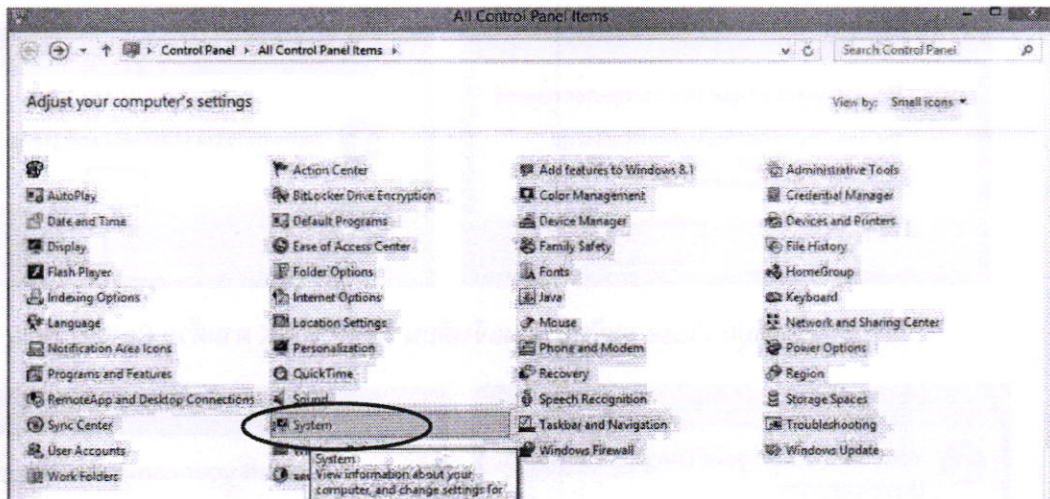 All Control Panel Items
Control Panel All Control Panel Items Search Control Panel
Adjust your computer's settings View by: Small icons
Action Center Add features to Windows 8.1 Administrative Tools
AutoPlay BitLocker Drive Encryption Color Management Credential Manager
Date and Time Default Programs Device Manager Devices and Printers
Display Ease of Access Center Family Safety File History
Flash Player Folder Options Fonts HomeGroup
Indexing Options Internet Options Java Keyboard
Language Location Settings Mouse Network and Sharing Center
Notification Area Icons Personalization Phone and Modem Power Options
Programs and Features QuickTime Recovery Region
RemoteApp and Desktop Connections Sound Speech Recognition Storage Spaces
Sync Center System Taskbar and Navigation Troubleshooting
User Accounts Windows Firewall Windows Update
System
Work Folders View information about your
computer, and change settings for